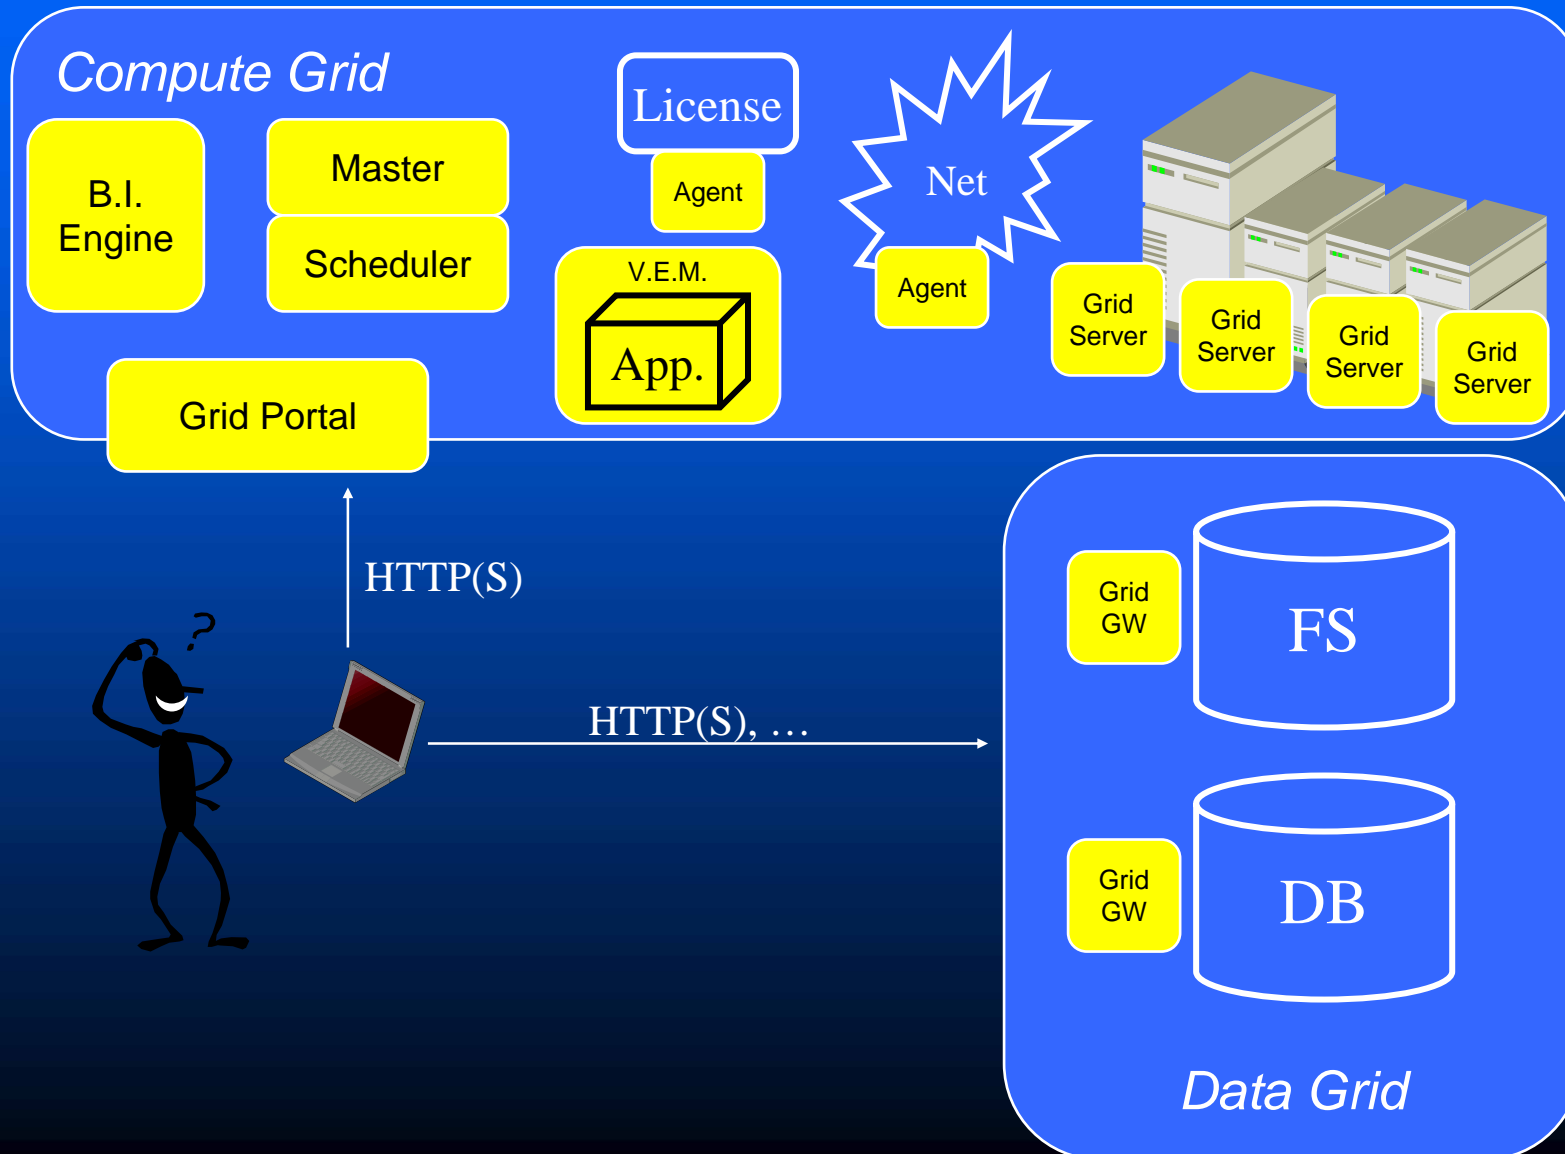 Compute Grid
B.I.
Engine
Master
Scheduler
License
Agent
V.E.M.
App.
Net
Agent
Grid
Server
Grid
Server
Grid
Server
Grid
Server
Grid Portal
HTTP(S)
?
HTTP(S), …
Grid
GW
FS
Grid
GW
DB
Data Grid